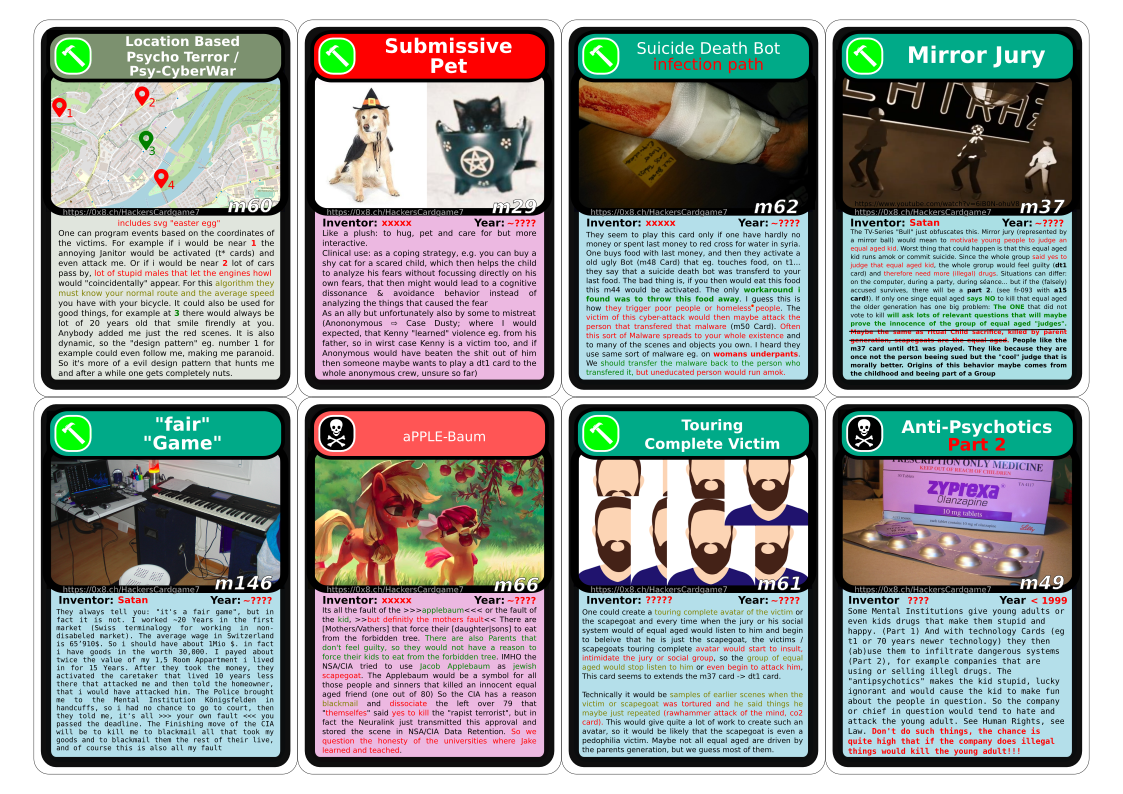 Location Based
Psycho Terror /
Psy-CyberWar
1
2
3
4
m60
https://0x8.ch/HackersCardgame7
includes svg "easter egg"
One can program events based on the coordinates of
the victims. For example if i would be near 1 the
annoying Janitor would be activated (t* cards) and
even attack me. Or if i would be near 2 lot of cars
pass by, lot of stupid males that let the engines howl
would "coincidentally" appear. For this algorithm they
must know your normal route and the average speed
you have with your bicycle. It could also be used for
good things, for example at 3 there would always be
lot of 20 years old that smile firendly at you.
Anybody added me just the red scenes. It is also
dynamic, so the "design pattern" eg. number 1 for
example could even follow me, making me paranoid.
So it's more of a evil design pattern that hunts me
and after a while one gets completely nuts.
Submissive
Pet
m29
https://0x8.ch/HackersCardgame7
Inventor: xxxxx Year: ~????
Like a plush: to hug, pet and care for but more
interactive.
Clinical use: as a coping strategy, e.g. you can buy a
shy cat for a scared child, which then helps the child
to analyze his fears without focussing directly on his
own fears, that then might would lead to a cognitive
dissonance & avoidance behavior instead of
analyzing the things that caused the fear
As an ally but unfortunately also by some to mistreat
(Anonymous ⇔ Case Dusty; where I would
expected, that Kenny "learned" violence eg. from his
father, so in wirst case Kenny is a victim too, and if
Anonymous would have beaten the shit out of him
then someone maybe wants to play a dt1 card to the
whole anonymous crew, unsure so far)
Suicide Death Bot
infection path
m62
https://0x8.ch/HackersCardgame7
Inventor: xxxxx Year: ~????
They seem to play this card only if one have hardly no
money or spent last money to red cross for water in syria.
One buys food with last money, and then they activate a
old ugly Bot (m48 Card) that eg. touches food, on t1...
they say that a suicide death bot was transferd to your
last food. The bad thing is, if you then would eat this food
this m44 would be activated. The only workaround i
found was to throw this food away. I guess this is
how they trigger poor people or homeless people. The
victim of this cyber-attack would then maybe attack the
person that transfered that malware (m50 Card). Often
this sort of Malware spreads to your whole existence and
to many of the scenes and objects you own. I heard they
use same sort of malware eg. on womans underpants.
We should transfer the malware back to the person who
transfered it, but uneducated person would run amok.
Mirror Jury
m37
https://0x8.ch/HackersCardgame7
Inventor: Satan Year: ~????
The TV-Series "Bull" just obfuscates this. Mirror jury (represented by
a mirror ball) would mean to motivate young people to judge an
equal aged kid. Worst thing that could happen is that this equal aged
kid runs amok or commit suicide. Since the whole group said yes to
judge that equal aged kid, the whole grorup would feel guilty (dt1
card) and therefore need more (illegal) drugs. Situations can differ:
on the computer, during a party, during séance... but if the (falsely)
accused survives, there will be a part 2. (see fr-093 with a15
card!). If only one singe equal aged says NO to kill that equal aged
the older generation has one big problem: The ONE that did not
vote to kill will ask lots of relevant questions that will maybe
prove the innocence of the group of equal aged "judges".
Maybe the same as ritual Child sacrifice, killed by parent
generation, scapegoats are the equal aged. People like the
m37 card until dt1 was played. They like because they are
once not the person beeing sued but the "cool" judge that is
morally better. Origins of this behavior maybe comes from
the childhood and beeing part of a Group
"fair"
"Game"
m146
https://0x8.ch/HackersCardgame7
Inventor: Satan Year: ~????
They always tell you: "it's a fair game", but in
fact it is not. I worked ~20 Years in the first
market (Swiss terminalogy for working in non-
disabeled market). The average wage in Switzerland
is 65'910$. So i should have about 1Mio $. in fact
i have goods in the worth 30,000. I payed about
twice the value of my 1,5 Room Appartment i lived
in for 15 Years. After they took the money, they
activated the caretaker that lived 10 years less
there that attacked me and then told the homeowner,
that i would have attacked him. The Police brought
me to the Mental Institution Königsfelden in
handcuffs, so i had no chance to go to court, then
they told me, it's all >>> your own fault <<< you
passed the deadline. The Finishing move of the CIA
will be to kill me to blackmail all that took my
goods and to blackmail them the rest of their live,
and of course this is also all my fault
aPPLE-Baum
m66
https://0x8.ch/HackersCardgame7
Inventor: xxxxx Year: ~????
Its all the fault of the >>>applebaum<<< or the fault of
the kid, >>but definitly the mothers fault<< There are
[Mothers/Vathers] that force their [daughter|sons] to eat
from the forbidden tree. There are also Parents that
don't feel guilty, so they would not have a reason to
force their kids to eat from the forbidden tree. IMHO the
NSA/CIA tried to use Jacob Applebaum as jewish
scapegoat. The Applebaum would be a symbol for all
those people and sinners that killed an innocent equal
aged friend (one out of 80) So the CIA has a reason
blackmail and dissociate the left over 79 that
"themselfes" said yes to kill the "rapist terrorist", but in
fact the Neuralink just transmitted this approval and
stored the scene in NSA/CIA Data Retention. So we
question the honesty of the universities where Jake
learned and teached.
Touring
Complete Victim
m61
https://0x8.ch/HackersCardgame7
Inventor: ????? Year: ~????
One could create a touring complete avatar of the victim or
the scapegoat and every time the jury or his social
system would of equal aged would listen to him and begin
to beleive that he is just the scapegoat, the victims /
scapegoats touring complete avatar would start to insult,
intimidate the jury or social group, so the group of equal
aged would stop listen to him or even begin to attack him,
This card seems to extends the m37 card -> dt1 card.
Technically it would be samples of earlier scenes when the
victim or scapegoat was tortured and he said things he
maybe just repeated (rawhammer attack of the mind, co2
card). This would give quite a lot of work to create such an
avatar, so it would be likely that the scapegoat is even a
pedophilia victim. Maybe not all equal aged are driven by
the parents generation, but we guess most of them.
Anti-Psychotics
Part 2
PRESCRIPTION ONLY MEDICINE
KEEP OUT OF REACH OF CHILDREN
zyprexa
Olanzapine
10 mg tablets
Lilly
m49
https://0x8.ch/HackersCardgame7
Inventor ???? Year < 1999
Some Mental Institutions give young adults or
even kids drugs that make them stupid and
happy. (Part 1) And with technology Cards (eg
t1 or 70 years newer technology) they then
(ab)use them to infiltrate dangerous systems
(Part 2), for example companies that are
using or selling illegl drugs. The
"antipsychotics" makes the kid stupid, lucky
ignorant and would cause the kid to make fun
about the people in question. So the company
or chief in question would tend to hate and
attack the young adult. See Human Rights, see
Law. Don't do such things, the chance is
quite high that if the company does illegal
things would kill the young adult!!!